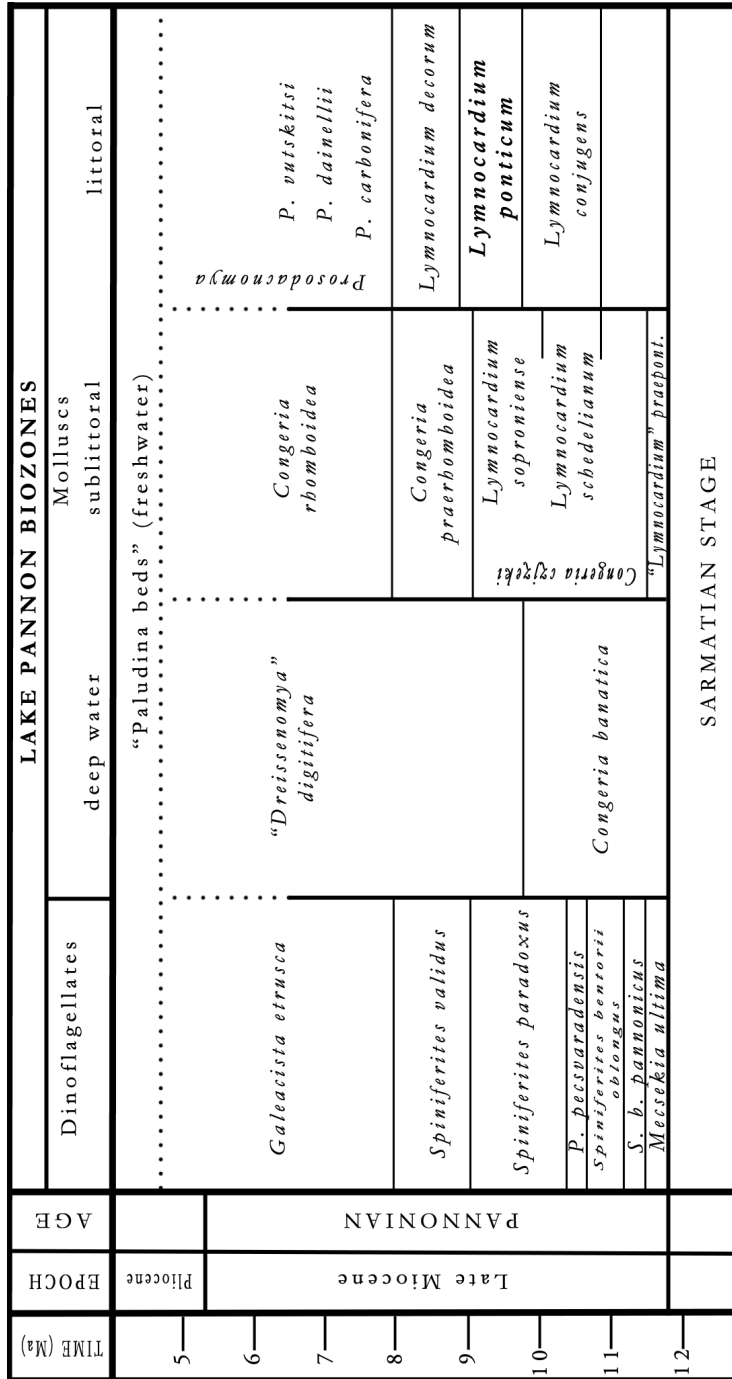 LAKE PANNON BIOZONES
TIME (Ma)
EPOCH
AGE
Dinoflagellates
Molluscs
deep water
sublittoral
littoral
5
6
7
8
9
10
11
12
Pliocene
Late Miocene
PANNONIAN
“Paludina beds” (freshwater)
Galeacista etrusca
Spiniferites validus
Spiniferites paradoxus
P. pecsvaradensis
Spiniferites bentorii
oblongus
S. b. pannonicus
Mecsekia ultima
“Dreissenomya”
digitifera
Congeria banatica
Congeria
rhomboidea
Congeria
praerhomboidea
Lymnocardium
soproniense
Lymnocardium
schedelianum
Congeria czjzeki
“Lymnocardium” praepont.
Prosodacnomya
P. vutskitsi
P. dainellii
P. carbonifera
Lymnocardium decorum
Lymnocardium
ponticum
Lymnocardium
conjugens
SARMATIAN STAGE